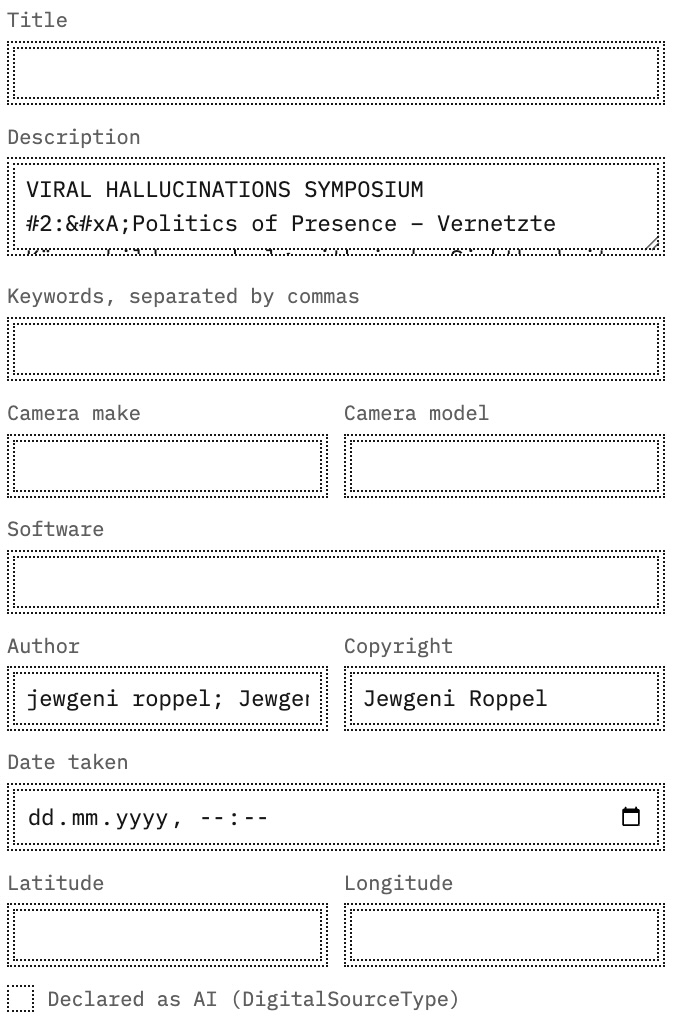 Title
Description
VIRAL HALLUCINATIONS SYMPOSIUM
#2:&#xA;Politics of Presence – Vernetzte
Keywords, separated by commas
Camera make
Camera model
Software
Author
Copyright
jewgeni roppel;
Jewgeni Roppel
Date taken
dd.mm.yyyy, --:--
Latitude
Longitude
Declared as AI (DigitalSourceType)